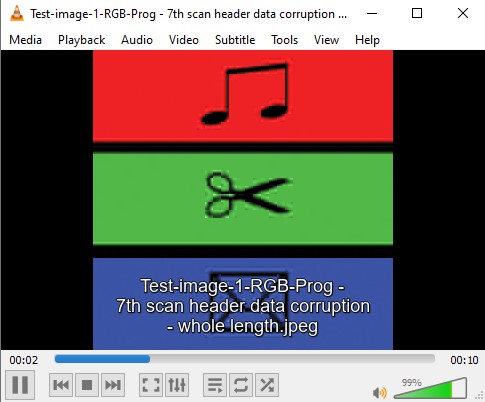 Test-image-1-RGB-Prog - 7th scan header data corruption ...
Media Playback Audio Video Subtitle Tools View Help
Test-image-1-RGB-Prog -
7th scan header data corruption
- whole length.jpeg
00:02 00:10
99%